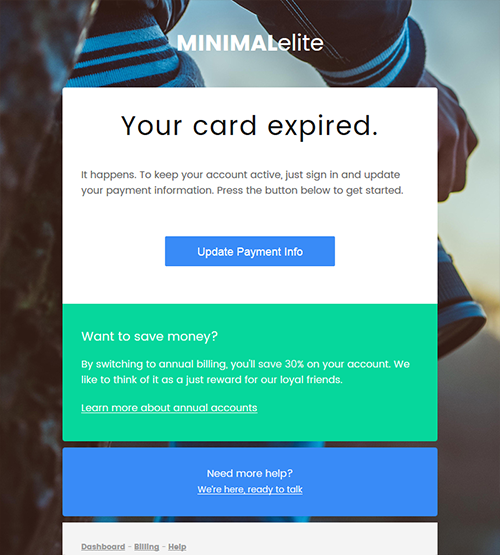 MINIMALelite
Your card expired.
It happens. To keep your account active, just sign in and update
your payment information. Press the button below to get started.
Update Payment Info
Want to save money?
By switching to annual billing, you'll save 30% on your account. We
like to think of it as a just reward for our loyal friends.
Learn more about annual accounts
Need more help?
We're here, ready to talk
Dashboard - Billing - Help